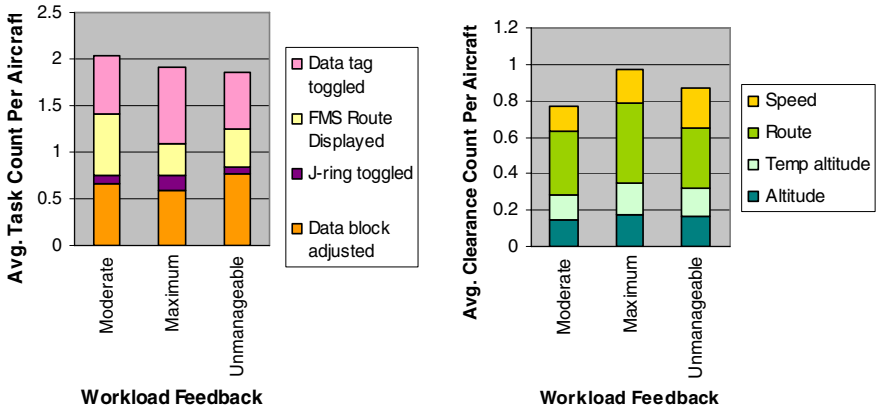 Avg. Task Count Per Aircraft
2.5
2
1.5
1
0.5
0
Moderate
Maximum
Unmanageable
Workload Feedback
Data tag
toggled
FMS Route
Displayed
J-ring toggled
Data block
adjusted
Avg. Clearance Count Per Aircraft
1.2
1
0.8
0.6
0.4
0.2
0
Moderate
Maximum
Unmanageable
Workload Feedback
Speed
Route
Temp altitude
Altitude